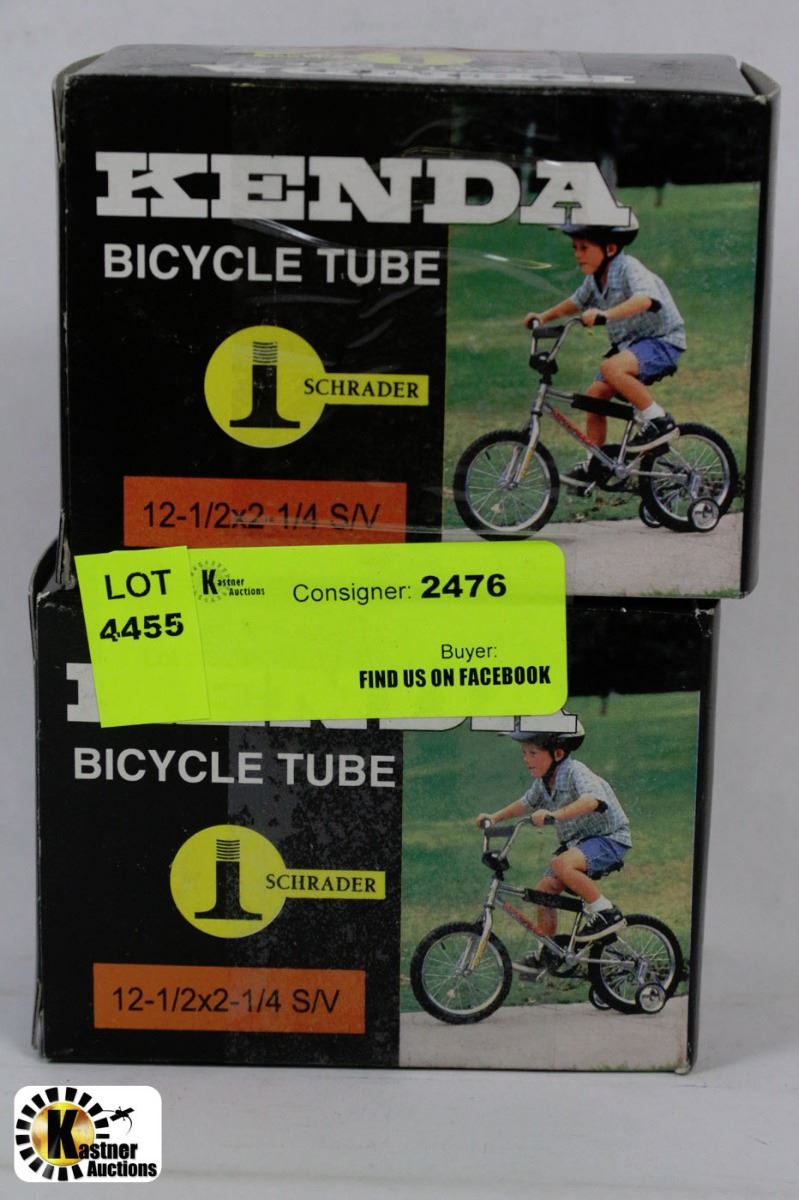 KENDA
BICYCLE TUBE
SCHRADER
12-1/2x2-1/4 S/V
LOT
4455
Kastner
Auctions
Consigner: 2476
Buyer:
FIND US ON FACEBOOK
KENDA
BICYCLE TUBE
SCHRADER
12-1/2x2-1/4 S/V
Kastner
Auctions